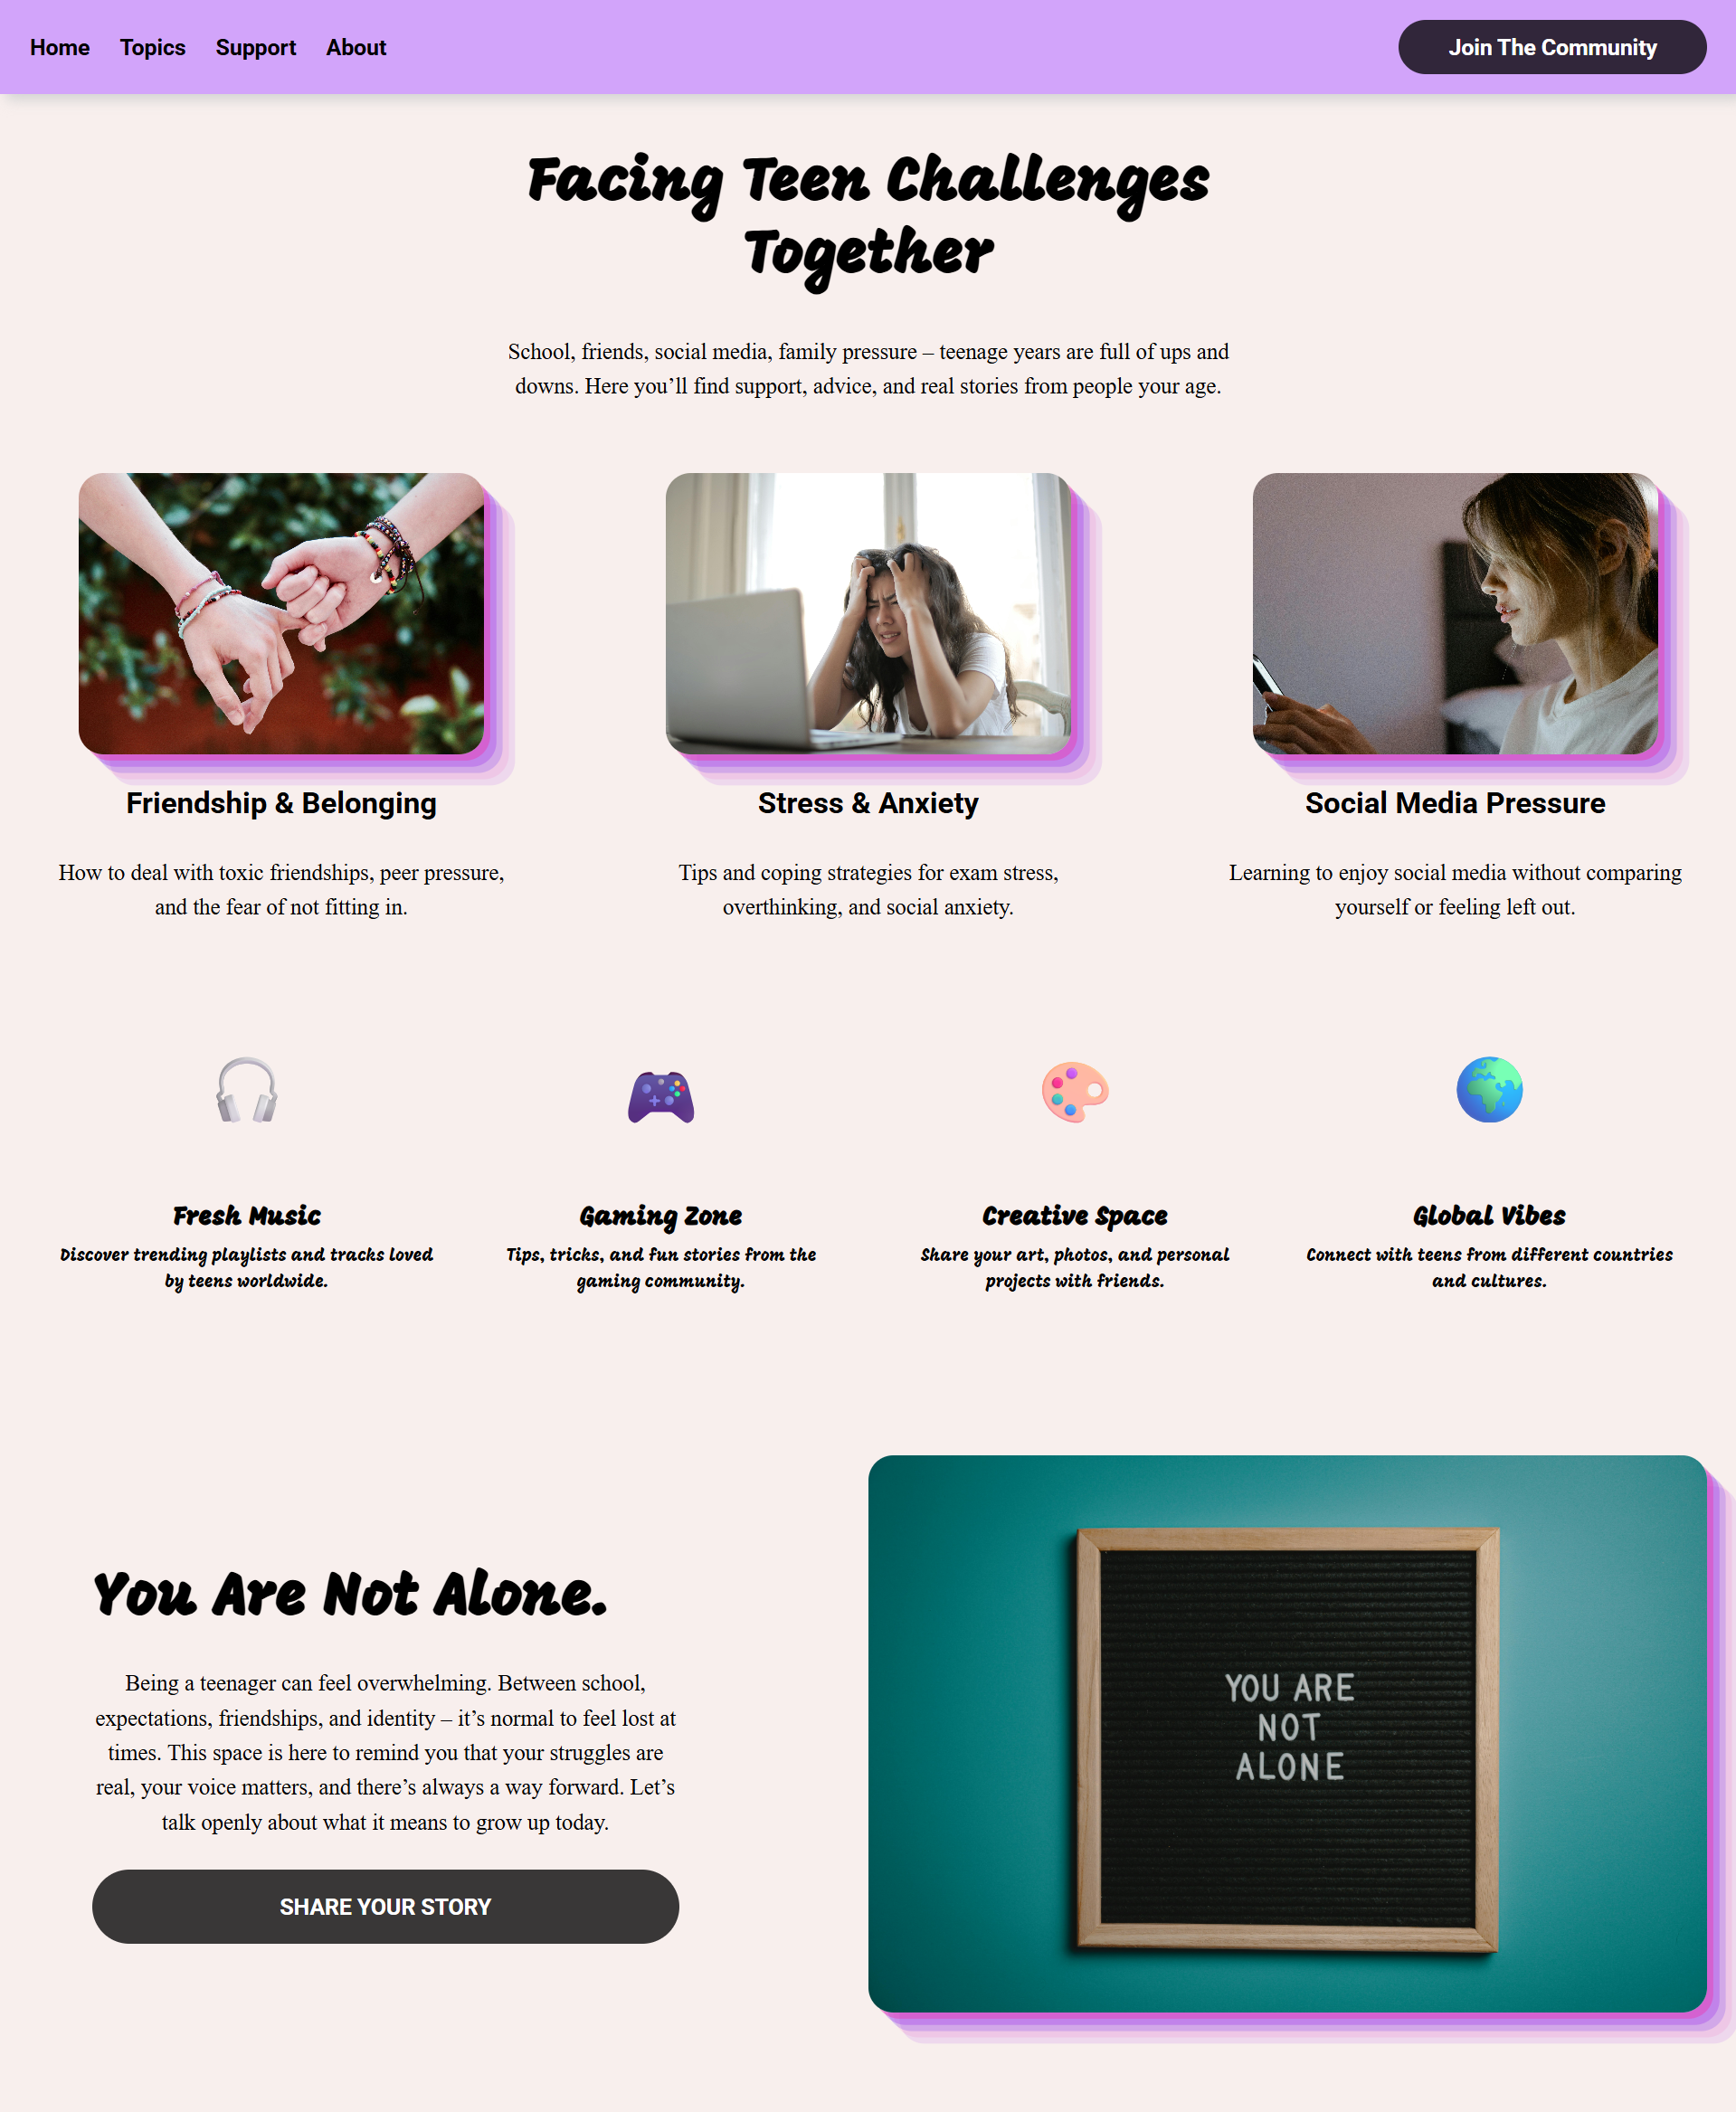 Home Topics Support About Join The Community
Facing Teen Challenges
Together
School, friends, social media, family pressure – teenage years are full of ups and
downs. Here you’ll find support, advice, and real stories from people your age.
Friendship & Belonging
How to deal with toxic friendships, peer pressure,
and the fear of not fitting in.
Stress & Anxiety
Tips and coping strategies for exam stress,
overthinking, and social anxiety.
Social Media Pressure
Learning to enjoy social media without comparing
yourself or feeling left out.
Fresh Music
Discover trending playlists and tracks loved
by teens worldwide.
Gaming Zone
Tips, tricks, and fun stories from the
gaming community.
Creative Space
Share your art, photos, and personal
projects with friends.
Global Vibes
Connect with teens from different countries
and cultures.
You Are Not Alone.
Being a teenager can feel overwhelming. Between school,
expectations, friendships, and identity – it’s normal to feel lost at
times. This space is here to remind you that your struggles are
real, your voice matters, and there’s always a way forward. Let’s
talk openly about what it means to grow up today.
SHARE YOUR STORY
YOU ARE
NOT
ALONE